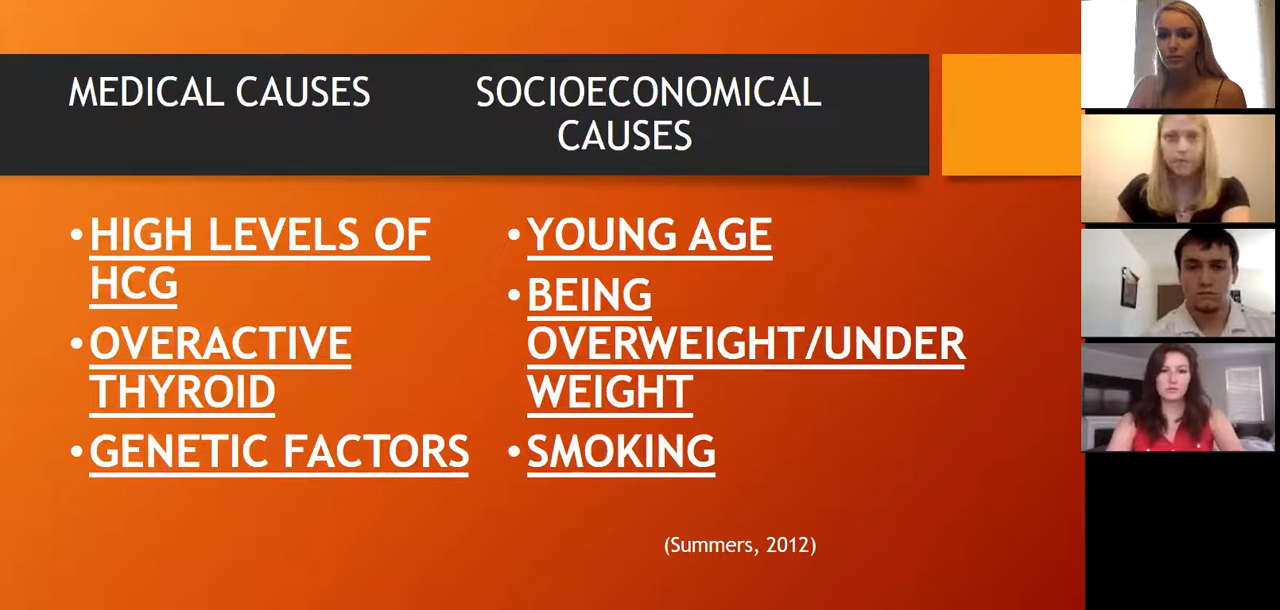 MEDICAL CAUSES
SOCIOECONOMICAL
CAUSES
•HIGH LEVELS OF
HCG
•OVERACTIVE
THYROID
•GENETIC FACTORS
•YOUNG AGE
•BEING
OVERWEIGHT/UNDER
WEIGHT
•SMOKING
(Summers, 2012)